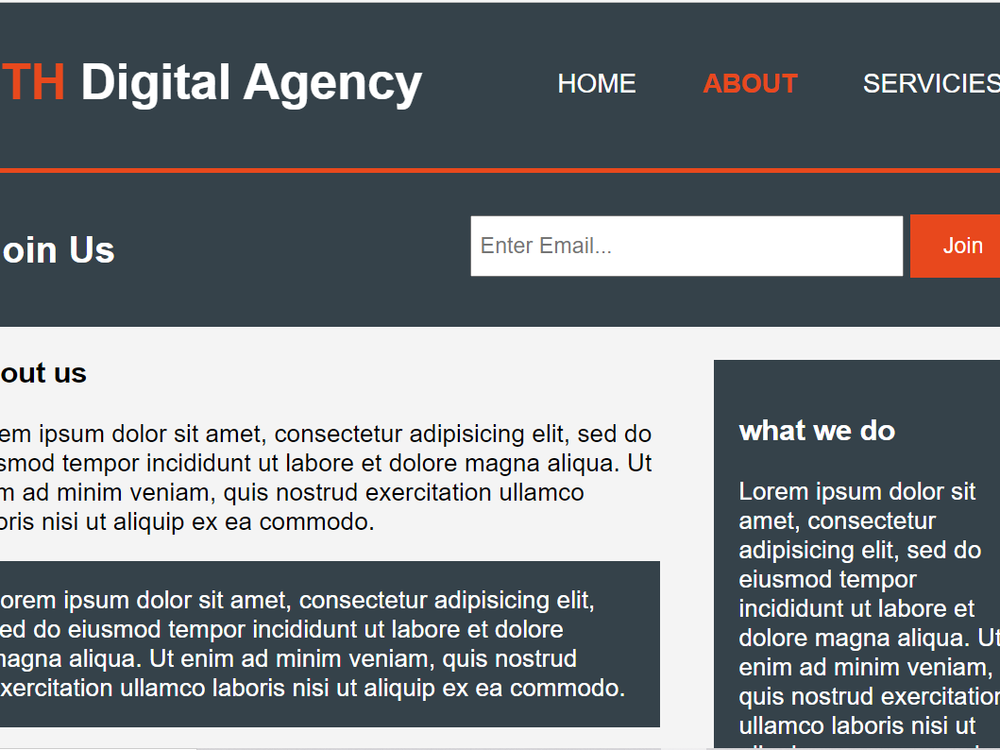 TH Digital Agency
HOME
ABOUT
SERVICIES
oin Us
Enter Email...
Join
out us
em ipsum dolor sit amet, consectetur adipisicing elit, sed do
smod tempor incididunt ut labore et dolore magna aliqua. Ut
m ad minim veniam, quis nostrud exercitation ullamco
oris nisi ut aliquip ex ea commodo.
orem ipsum dolor sit amet, consectetur adipisicing elit,
ed do eiusmod tempor incididunt ut labore et dolore
magna aliqua. Ut enim ad minim veniam, quis nostrud
xercitation ullamco laboris nisi ut aliquip ex ea commodo.
what we do
Lorem ipsum dolor sit
amet, consectetur
adipisicing elit, sed do
eiusmod tempor
incididunt ut labore et
dolore magna aliqua. Ut
enim ad minim veniam,
quis nostrud exercitation
ullamco laboris nisi ut